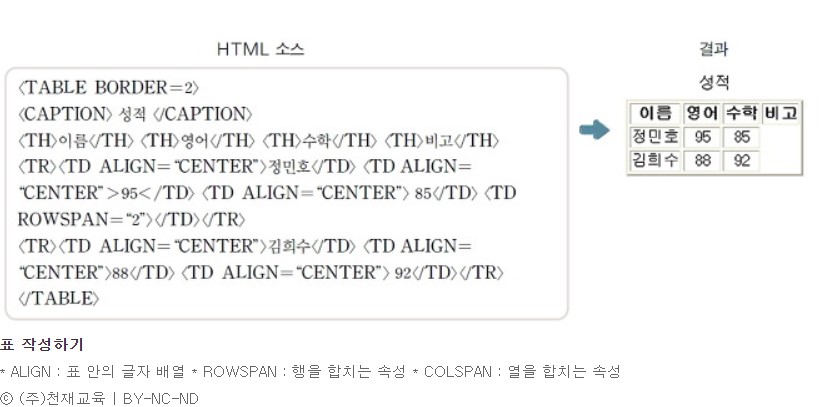 HTML 소스
〈TABLE BORDER=2〉
〈CAPTION〉 성적 〈/CAPTION〉
〈TH〉이름〈/TH〉 〈TH〉영어〈/TH〉 〈TH〉수학〈/TH〉 〈TH〉비고〈/TH〉
〈TR〉〈TD ALIGN=“CENTER”〉정민호〈/TD〉 〈TD ALIGN=
“CENTER”>95</TD〉 〈TD ALIGN=“CENTER”〉 85〈/TD〉 〈TD
ROWSPAN=“2”〉〈/TD〉〈/TR〉
〈TR〉〈TD ALIGN=“CENTER”〉김희수〈/TD〉 〈TD ALIGN=
“CENTER”〉88〈/TD〉 〈TD ALIGN=“CENTER”〉 92〈/TD〉〈/TR〉
〈/TABLE〉
결과
성적
이름 영어 수학 비고
정민호 95 85
김희수 88 92
표 작성하기
* ALIGN : 표 안의 글자 배열 * ROWSPAN : 행을 합치는 속성 * COLSPAN : 열을 합치는 속성
ⓒ (주)천재교육 | BY-NC-ND